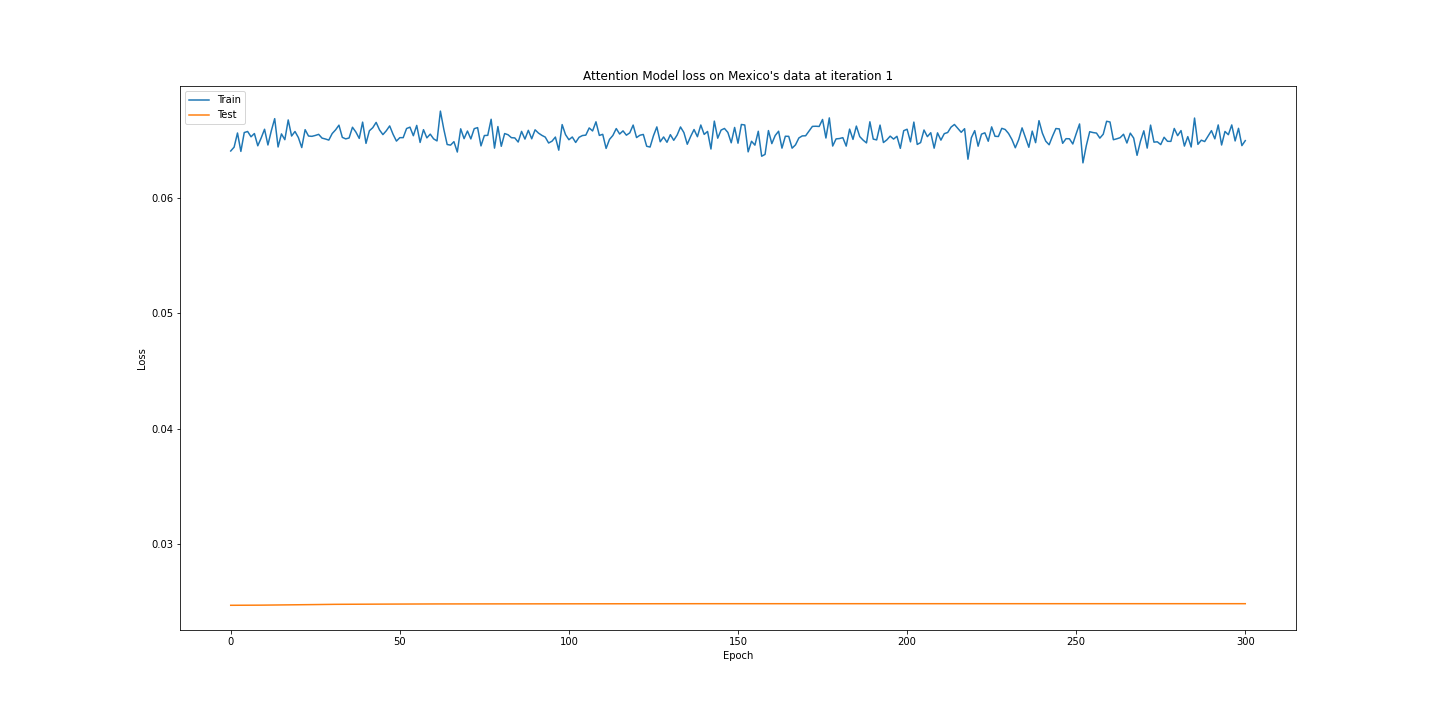 Attention Model loss on Mexico's data at iteration 1
Train
Test
0.06
0.05
0.04
0.03
Loss
0
50
100
150
200
250
300
Epoch